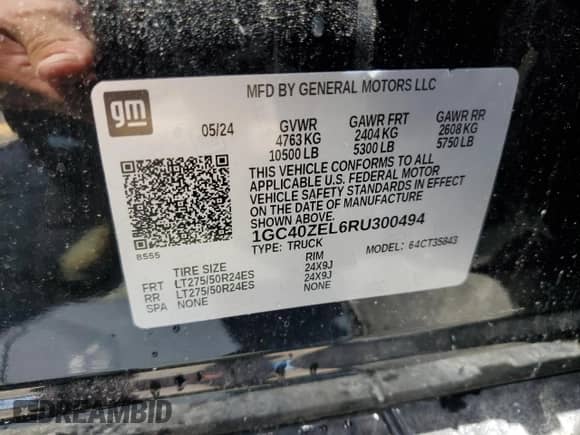 gm
MFD BY GENERAL MOTORS LLC
05/24 GVWR GAWR FRT GAWR RR
4763 KG 2404 KG 2608 KG
10500 LB 5300 LB 5750 LB
THIS VEHICLE CONFORMS TO ALL
APPLICABLE U.S. FEDERAL MOTOR
VEHICLE SAFETY STANDARDS IN EFFECT
ON THE DATE OF MANUFACTURE
SHOWN ABOVE.
1GC40ZEL6RU300494
8555 TYPE: TRUCK MODEL: 64CT35843
TIRE SIZE RIM
FRT LT275/50R24ES 24X9J
RR LT275/50R24ES 24X9J
SPA NONE NONE
DREAMBID